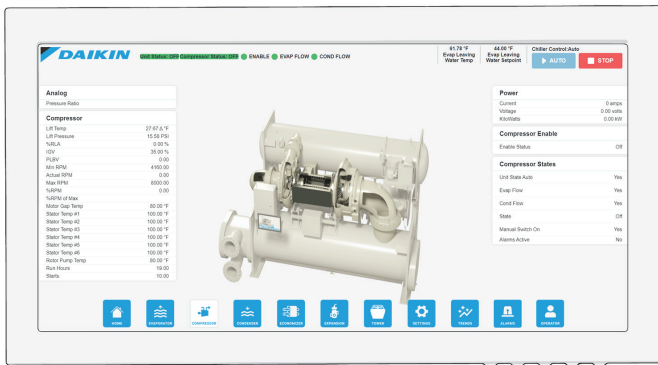 DAIKIN
Unit Status: OFF Compressor Status: OFF ENABLE EVAP FLOW COND FLOW
91.78 °F
Evap Leaving
Water Temp
44.00 °F
Evap Leaving
Water Setpoint
Chiller Control:Auto
AUTO
STOP
Analog
Pressure Ratio
Compressor
Lift Temp 27.67 Δ°F
Lift Pressure 15.58 PSI
%RLA 0.00 %
IGV 35.00 %
PLBV 0.00
Min RPM 4160.00
Actual RPM 0.00
Max RPM 8500.00
%RPM 0.00
%RPM of Max
Motor Gap Temp 80.00 °F
Stator Temp #1 100.00 °F
Stator Temp #2 100.00 °F
Stator Temp #3 100.00 °F
Stator Temp #4 100.00 °F
Stator Temp #5 100.00 °F
Stator Temp #6 100.00 °F
Rotor Pump Temp 80.00 °F
Run Hours 19.00
Starts 10.00
Power
Current 0 amps
Voltage 0.00 volts
KiloWatts 0.00 kW
Compressor Enable
Enable Status Off
Compressor States
Unit State Auto Yes
Evap Flow Yes
Cond Flow Yes
State Off
Manual Switch On Yes
Alarms Active No
HOME
EVAPORATOR
COMPRESSOR
CONDENSER
ECONOMIZER
EXPANSION
TOWER
SETTINGS
TRENDS
ALARMS
OPERATOR